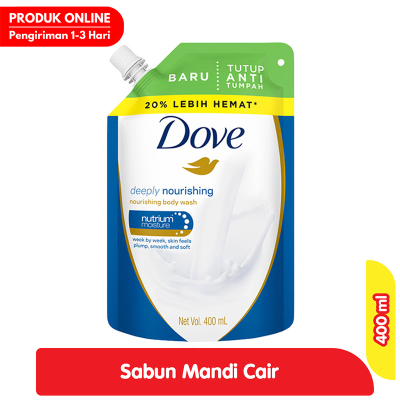 PRODUK ONLINE
Pengiriman 1-3 Hari
BARU
TUTUP
ANTI
TUMPAH
20% LEBIH HEMAT*
Dove
deeply nourishing
nourishing body wash
nutrium
moisture
week by week, skin feels
plump, smooth and soft
Net Vol. 400 mL
400 ml
Sabun Mandi Cair